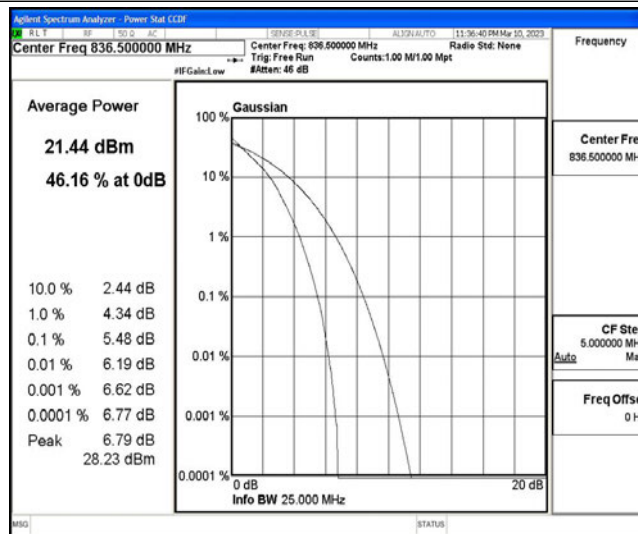 Agilent Spectrum Analyzer - Power Stat CCDF
RLT RF 50 Ω AC SENSE:PULSE ALIGN AUTO 11:36:40 PM Mar 10, 2023
Center Freq 836.500000 MHz
Center Freq: 836.500000 MHz Radio Std: None
Trig: Free Run Counts:1.00 M/1.00 Mpt
#IFGain:Low #Atten: 46 dB
Frequency
Average Power
21.44 dBm
46.16 % at 0dB
10.0 % 2.44 dB
1.0 % 4.34 dB
0.1 % 5.48 dB
0.01 % 6.19 dB
0.001 % 6.62 dB
0.0001 % 6.77 dB
Peak 6.79 dB
28.23 dBm
Gaussian
100 %
10 %
1 %
0.1 %
0.01 %
0.001 %
0.0001 %
0 dB 20 dB
Info BW 25.000 MHz
Center Fre
836.500000 MH
CF Ste
5.000000 MH
Auto Ma
Freq Offse
0 H
MSG STATUS